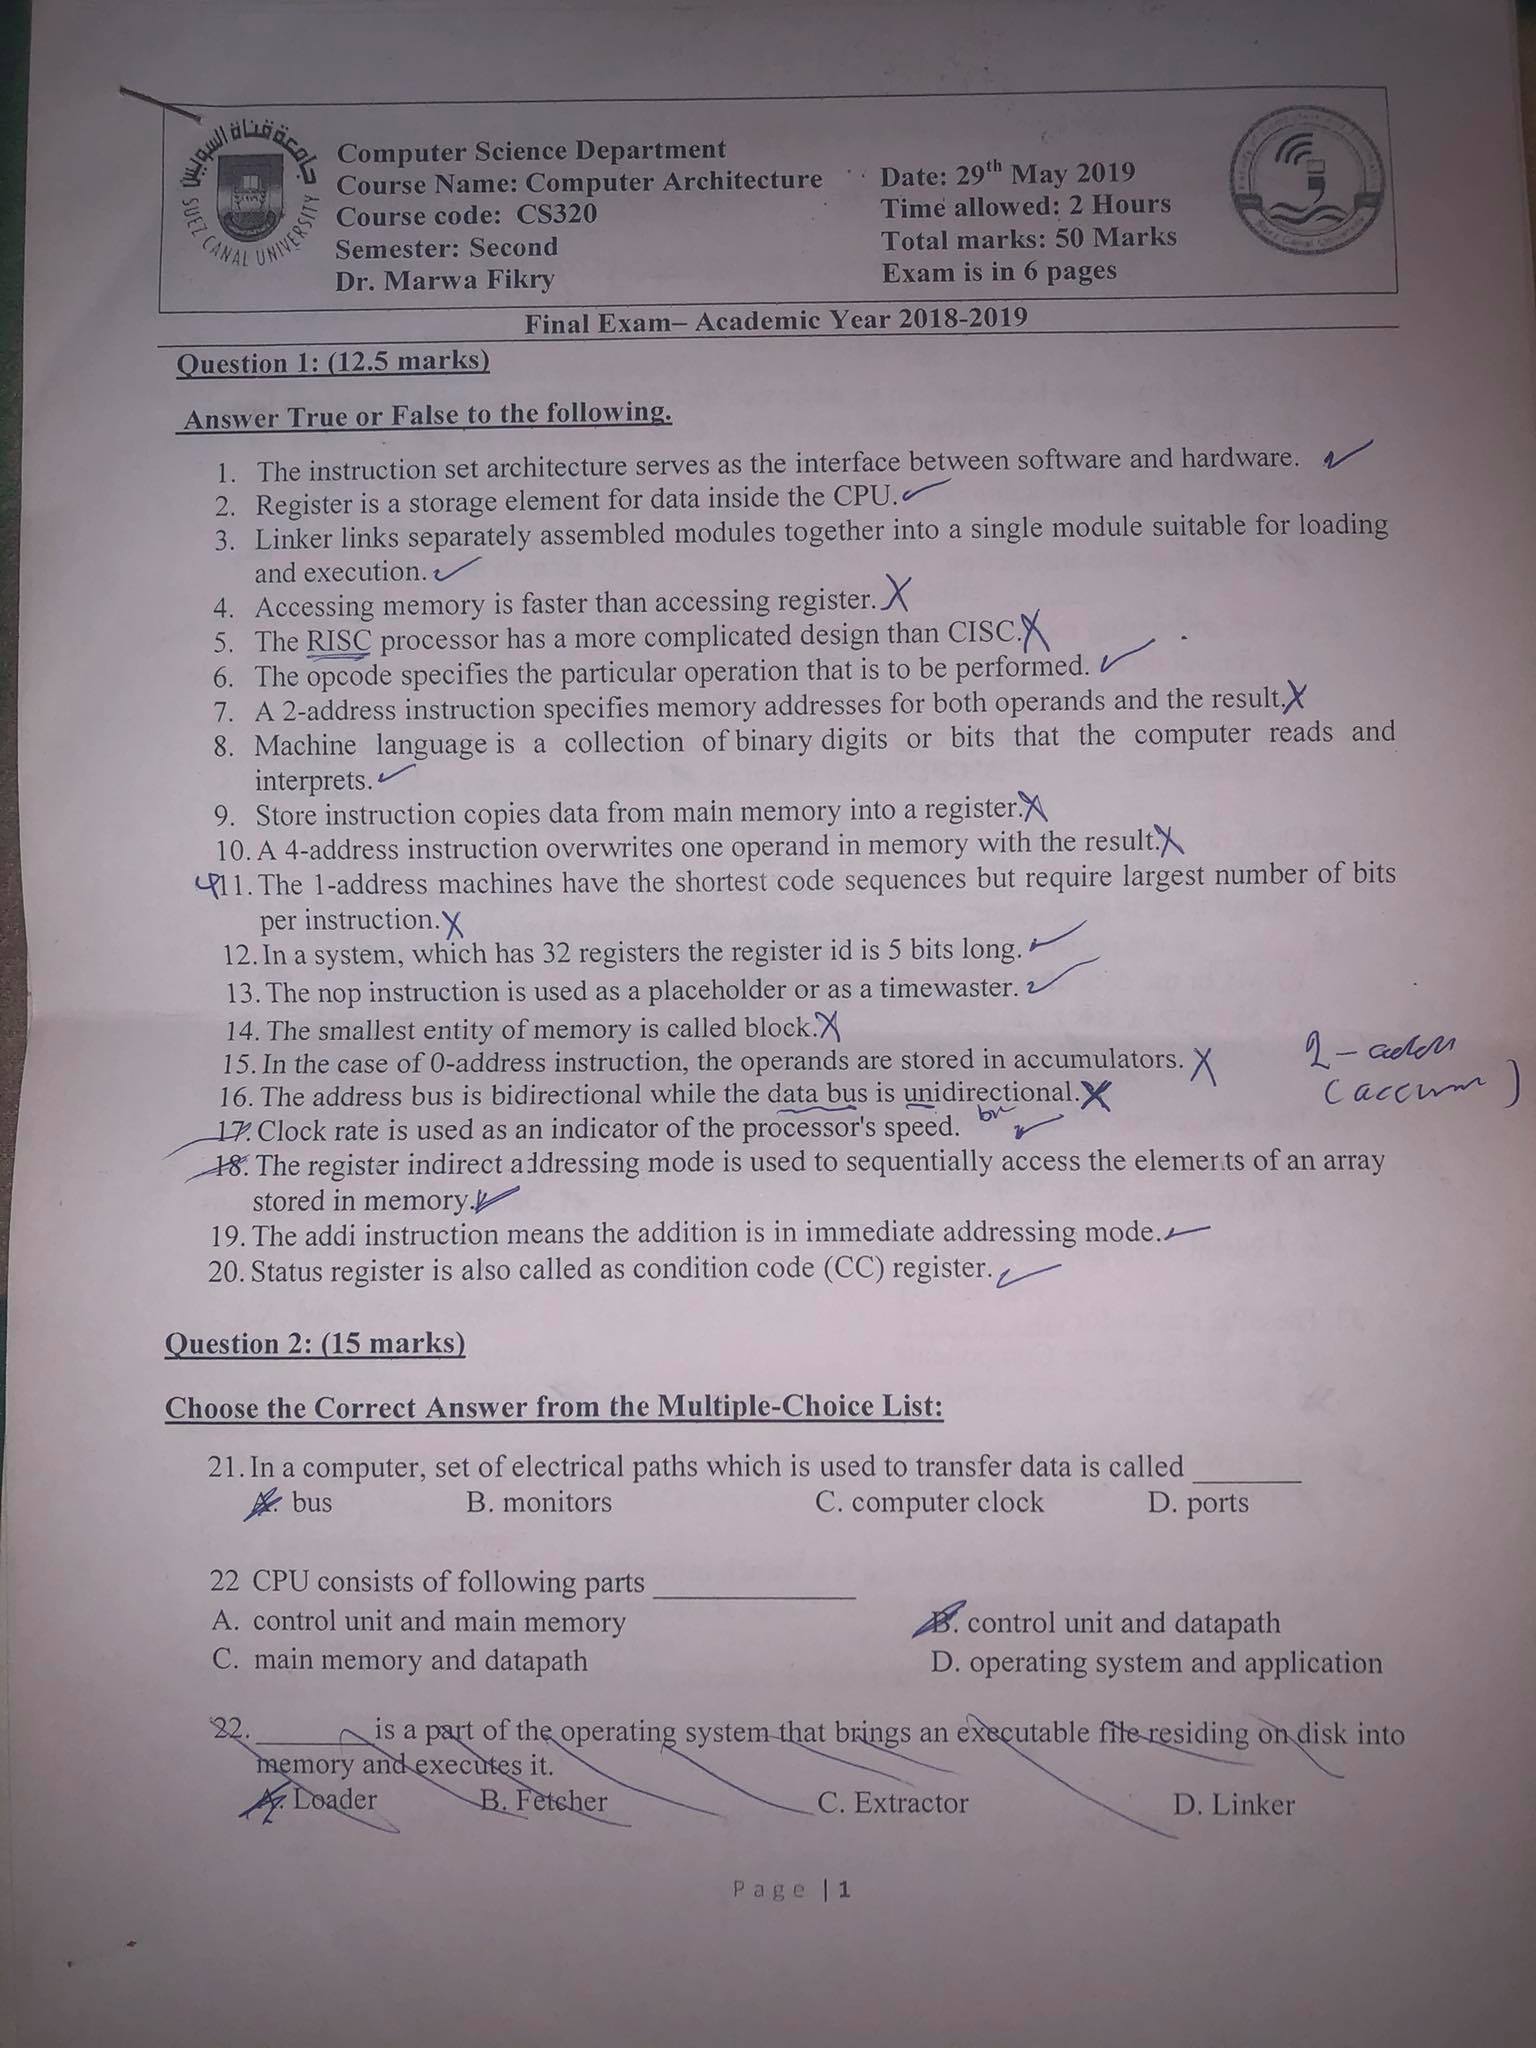 جامعة قناة السويس
SUEZ CANAL UNIVERSITY
Computer Science Department
Course Name: Computer Architecture
Course code: CS320
Semester: Second
Dr. Marwa Fikry
Date: 29th May 2019
Time allowed: 2 Hours
Total marks: 50 Marks
Exam is in 6 pages
Final Exam– Academic Year 2018-2019
Question 1: (12.5 marks)
Answer True or False to the following.
1. The instruction set architecture serves as the interface between software and hardware. ✓
2. Register is a storage element for data inside the CPU. ✓
3. Linker links separately assembled modules together into a single module suitable for loading
and execution. ✓
4. Accessing memory is faster than accessing register. X
5. The RISC processor has a more complicated design than CISC. X
6. The opcode specifies the particular operation that is to be performed. ✓
7. A 2-address instruction specifies memory addresses for both operands and the result. X
8. Machine language is a collection of binary digits or bits that the computer reads and
interprets. ✓
9. Store instruction copies data from main memory into a register. X
10. A 4-address instruction overwrites one operand in memory with the result. X
4 11. The 1-address machines have the shortest code sequences but require largest number of bits
per instruction. X
12. In a system, which has 32 registers the register id is 5 bits long. ✓
13. The nop instruction is used as a placeholder or as a timewaster. ✓
14. The smallest entity of memory is called block. X
15. In the case of 0-address instruction, the operands are stored in accumulators. X
16. The address bus is bidirectional while the data bus is unidirectional. X
17. Clock rate is used as an indicator of the processor's speed. ✓
18. The register indirect addressing mode is used to sequentially access the elements of an array
stored in memory. ✓
19. The addi instruction means the addition is in immediate addressing mode. ✓
20. Status register is also called as condition code (CC) register. ✓
Question 2: (15 marks)
Choose the Correct Answer from the Multiple-Choice List:
21. In a computer, set of electrical paths which is used to transfer data is called ________
A. bus B. monitors C. computer clock D. ports
22 CPU consists of following parts ______________
A. control unit and main memory B. control unit and datapath
C. main memory and datapath D. operating system and application
22. ________ is a part of the operating system that brings an executable file residing on disk into
memory and executes it.
A. Loader B. Fetcher C. Extractor D. Linker
Page | 1